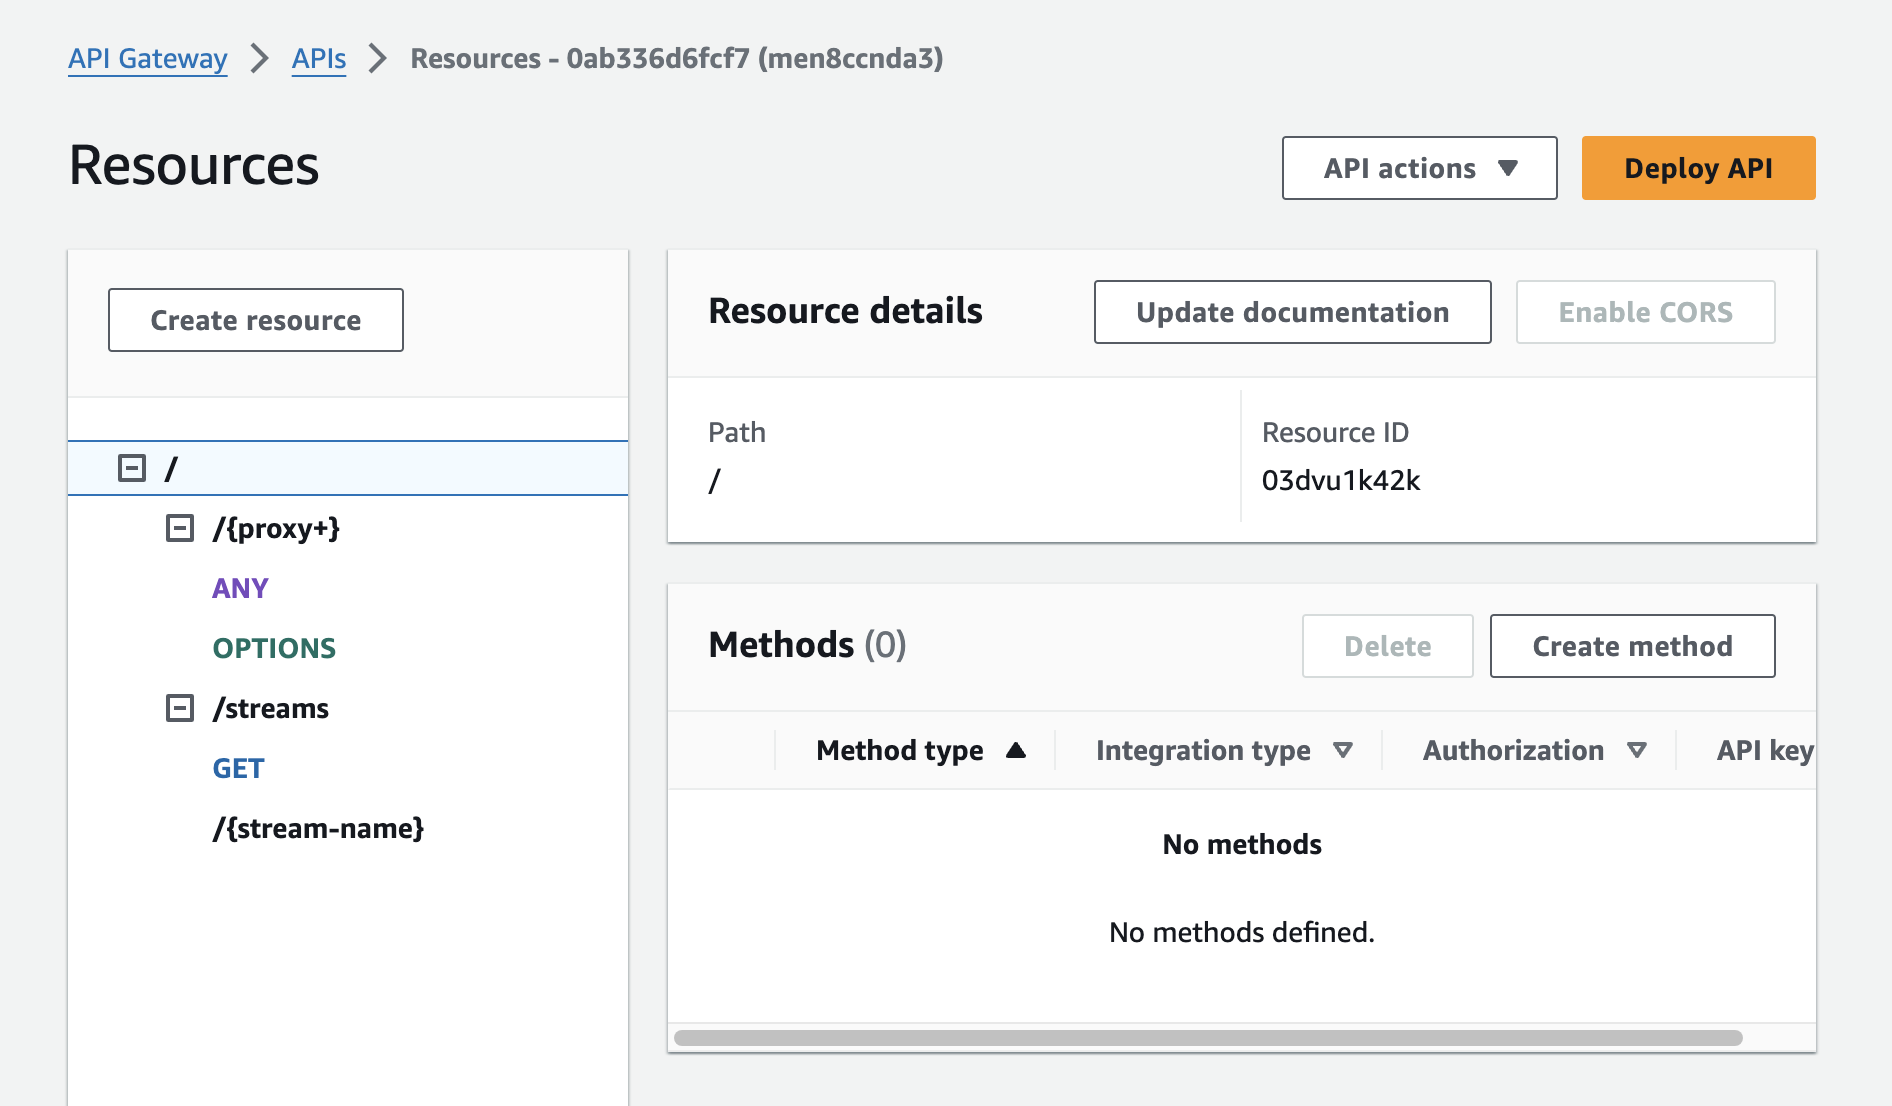 API Gateway
APIs
Resources - 0ab336d6fcf7 (men8ccnda3)
Resources
API actions
Deploy API
Create resource
/
/{proxy+}
ANY
OPTIONS
/streams
GET
/{stream-name}
Resource details
Update documentation
Enable CORS
Path
/
Resource ID
03dvu1k42k
Methods (0)
Delete
Create method
Method type
Integration type
Authorization
API key
No methods
No methods defined.